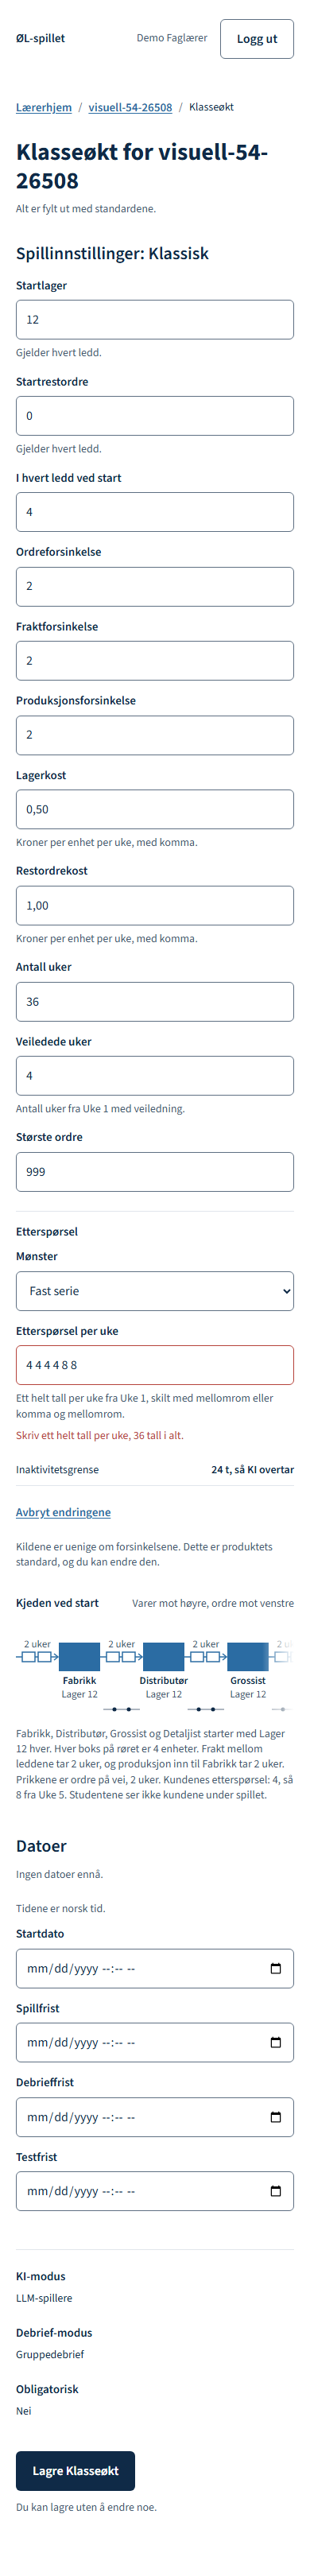 ØL-spillet
Demo Faglærer
Logg ut
Lærerhjem / visuell-54-26508 / Klasseøkt
Klasseøkt for visuell-54-
26508
Alt er fylt ut med standardene.
Spillinnstillinger: Klassisk
Startlager
12
Gjelder hvert ledd.
Startrestordre
0
Gjelder hvert ledd.
I hvert ledd ved start
4
Ordreforsinkelse
2
Fraktforsinkelse
2
Produksjonsforsinkelse
2
Lagerkost
0,50
Kroner per enhet per uke, med komma.
Restordrekost
1,00
Kroner per enhet per uke, med komma.
Antall uker
36
Veiledede uker
4
Antall uker fra Uke 1 med veiledning.
Største ordre
999
Etterspørsel
Mønster
Fast serie
Etterspørsel per uke
4 4 4 4 8 8
Ett helt tall per uke fra Uke 1, skilt med mellomrom eller
komma og mellomrom.
Skriv ett helt tall per uke, 36 tall i alt.
Inaktivitetsgrense
24 t, så KI overtar
Avbryt endringene
Kildene er uenige om forsinkelsene. Dette er produktets
standard, og du kan endre den.
Kjeden ved start
Varer mot høyre, ordre mot venstre
2 uker 2 uker 2 uker 2 u
Fabrikk Distributør Grossist
Lager 12 Lager 12 Lager 12
Fabrikk, Distributør, Grossist og Detaljist starter med Lager
12 hver. Hver boks på røret er 4 enheter. Frakt mellom
leddene tar 2 uker, og produksjon inn til Fabrikk tar 2 uker.
Prikkene er ordre på vei, 2 uker. Kundenes etterspørsel: 4, så
8 fra Uke 5. Studentene ser ikke kundene under spillet.
Datoer
Ingen datoer ennå.
Tidene er norsk tid.
Startdato
mm/dd/yyyy --:-- --
Spillfrist
mm/dd/yyyy --:-- --
Debrieffrist
mm/dd/yyyy --:-- --
Testfrist
mm/dd/yyyy --:-- --
KI-modus
LLM-spillere
Debrief-modus
Gruppedebrief
Obligatorisk
Nei
Lagre Klasseøkt
Du kan lagre uten å endre noe.